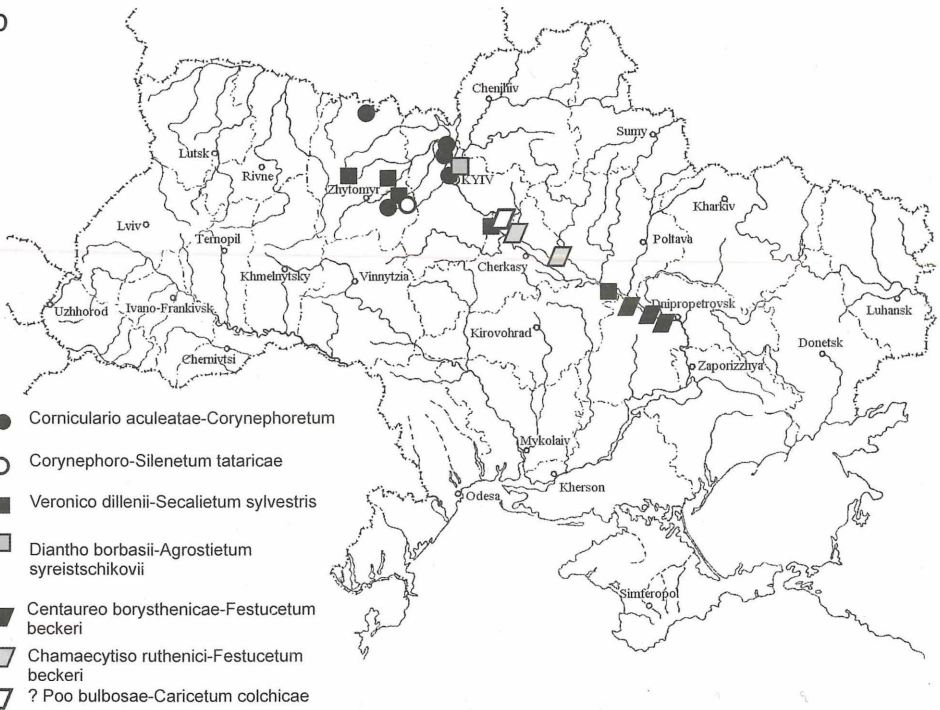 Chenihiv
Sumy
Lutsk
Rivne
KYIV
Zhytomyr
Kharkiv
Lviv
Ternopil
Poltava
Cherkasy
Khmelnytsky
Vinnytzia
Uzhhorod
Ivano-Frankivsk
Dnipropetrovsk
Luhansk
Kirovohrad
Donetsk
Chernivtsi
Zaporizzhya
Mykolaiv
Kherson
Odesa
Simferopol
Corniculario aculeatae-Corynephoretum
Corynephoro-Silenetum tataricae
Veronico dillenii-Secalietum sylvestris
Diantho borbasii-Agrostietum
syreistschikovii
Centaureo borysthenicae-Festucetum
beckeri
Chamaecytiso ruthenici-Festucetum
beckeri
? Poo bulbosae-Caricetum colchicae